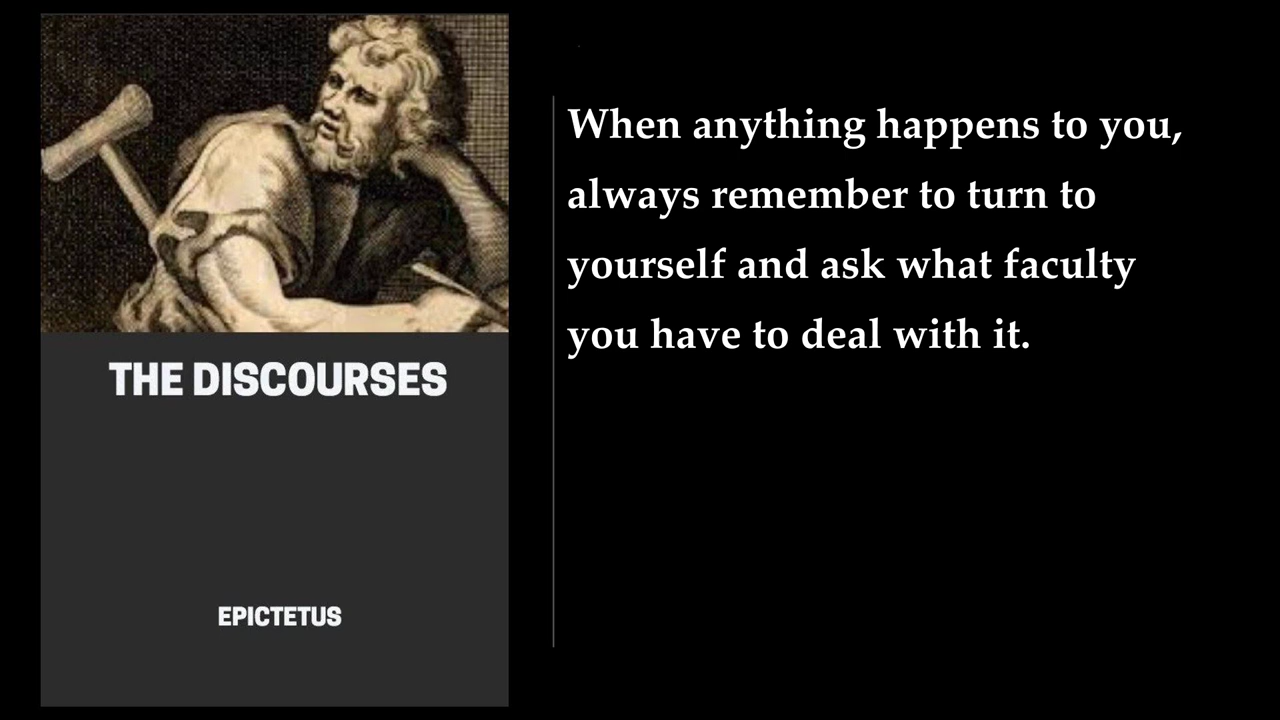 THE DISCOURSES
EPICTETUS
When anything happens to you,
always remember to turn to
yourself and ask what faculty
you have to deal with it.